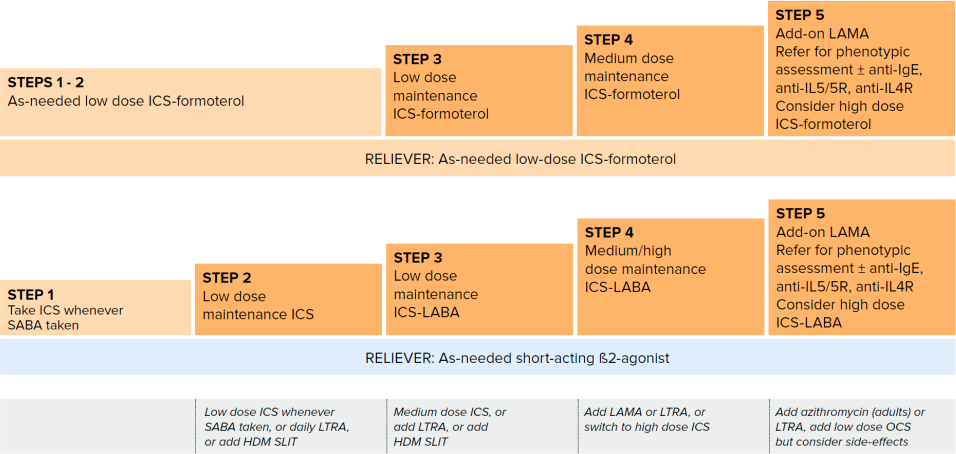 STEPS 1 - 2
As-needed low dose ICS-formoterol
STEP 3
Low dose
maintenance
ICS-formoterol
STEP 4
Medium dose
maintenance
ICS-formoterol
STEP 5
Add-on LAMA
Refer for phenotypic
assessment ± anti-IgE,
anti-IL5/5R, anti-IL4R
Consider high dose
ICS-formoterol
RELIEVER: As-needed low-dose ICS-formoterol
STEP 1
Take ICS whenever
SABA taken
STEP 2
Low dose
maintenance ICS
STEP 3
Low dose
maintenance
ICS-LABA
STEP 4
Medium/high
dose maintenance
ICS-LABA
STEP 5
Add-on LAMA
Refer for phenotypic
assessment ± anti-IgE,
anti-IL5/5R, anti-IL4R
Consider high dose
ICS-LABA
RELIEVER: As-needed short-acting ß2-agonist
Low dose ICS whenever
SABA taken, or daily LTRA,
or add HDM SLIT
Medium dose ICS, or
add LTRA, or add
HDM SLIT
Add LAMA or LTRA, or
switch to high dose ICS
Add azithromycin (adults) or
LTRA, add low dose OCS
but consider side-effects